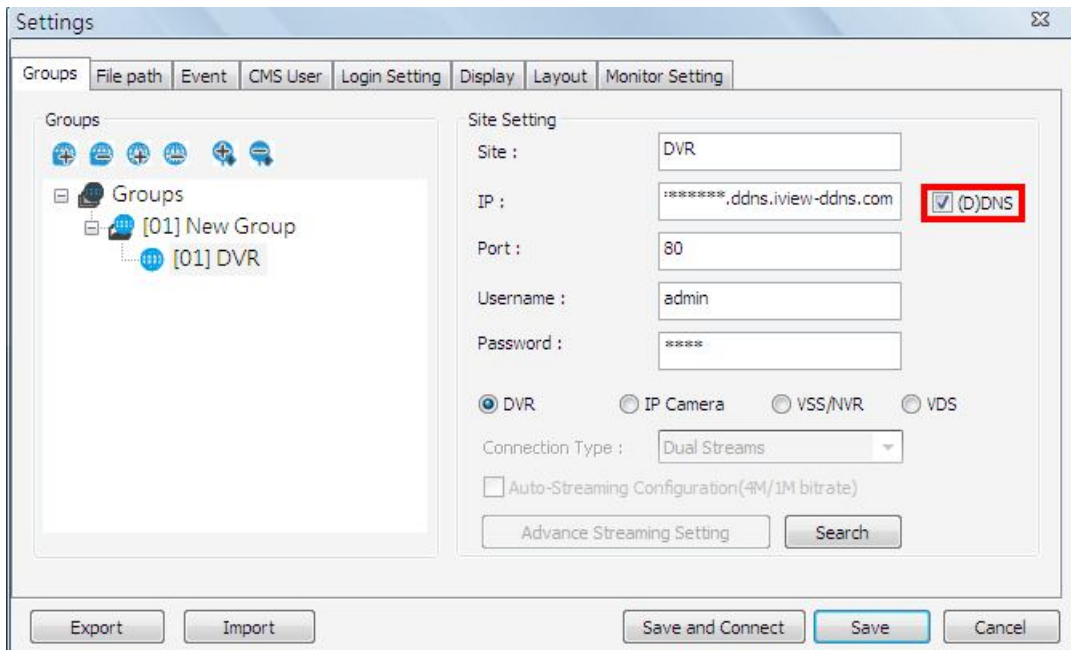 Settings
Groups File path Event CMS User Login Setting Display Layout Monitor Setting
Groups
Groups
[01] New Group
[01] DVR
Site Setting
Site : DVR
IP : :******.ddns.iview-ddns.com (D)DNS
Port : 80
Username : admin
Password : ****
DVR IP Camera VSS/NVR VDS
Connection Type : Dual Streams
Auto-Streaming Configuration(4M/1M bitrate)
Advance Streaming Setting Search
Export Import Save and Connect Save Cancel